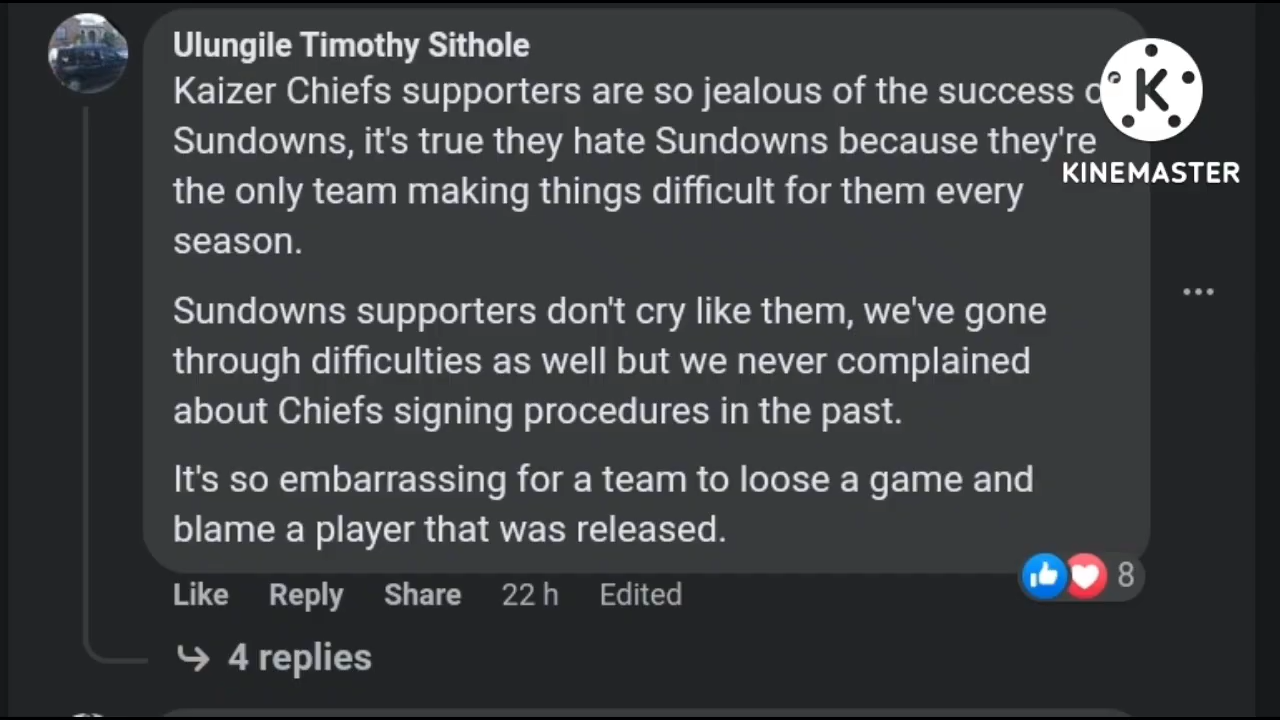 Ulungile Timothy Sithole
Kaizer Chiefs supporters are so jealous of the success
Sundowns, it's true they hate Sundowns because they're
the only team making things difficult for them every
season.
Sundowns supporters don't cry like them, we've gone
through difficulties as well but we never complained
about Chiefs signing procedures in the past.
It's so embarrassing for a team to loose a game and
blame a player that was released.
Like Reply Share 22 h Edited
8
4 replies
K
KINEMASTER